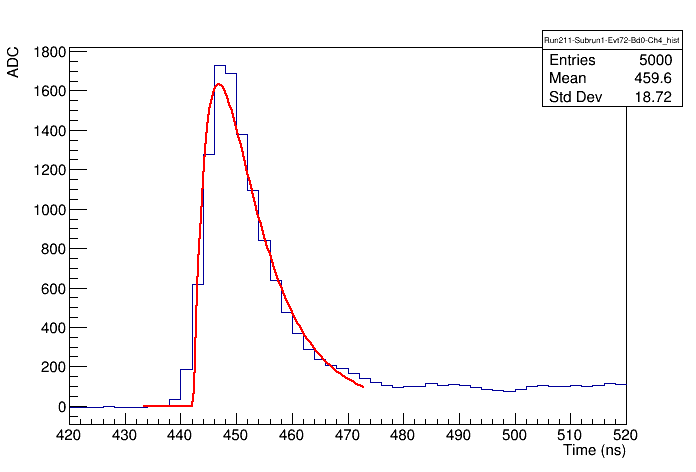 Run211-Subrun1-Evt72-Bd0-Ch4_hist
Entries 5000
Mean 459.6
Std Dev 18.72
ADC
1800
1600
1400
1200
1000
800
600
400
200
0
420 430 440 450 460 470 480 490 500 510 520
Time (ns)